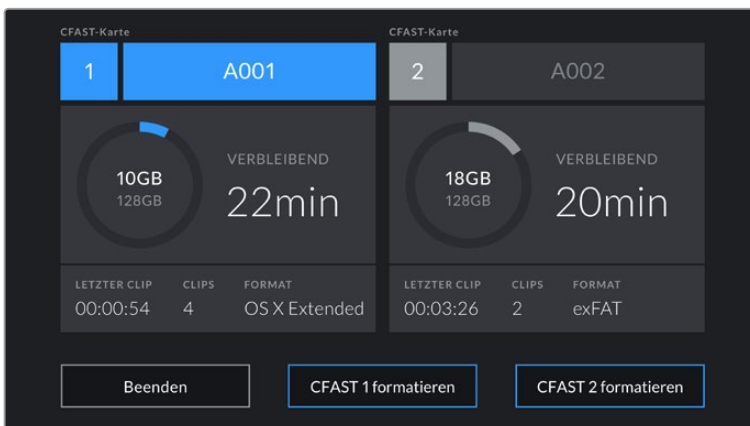 CFAST-Karte
1
A001
10GB
128GB
VERBLEIBEND
22min
LETZTER CLIP CLIPS FORMAT
00:00:54 4 OS X Extended
CFAST-Karte
2
A002
18GB
128GB
VERBLEIBEND
20min
LETZTER CLIP CLIPS FORMAT
00:03:26 2 exFAT
Beenden
CFAST 1 formatieren
CFAST 2 formatieren